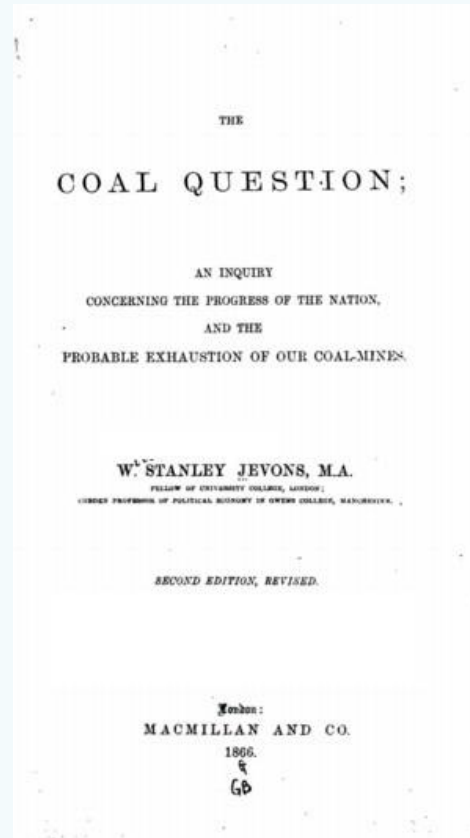 THE
COAL QUESTION;
AN INQUIRY
CONCERNING THE PROGRESS OF THE NATION,
AND THE
PROBABLE EXHAUSTION OF OUR COAL-MINES.
W. STANLEY JEVONS, M.A.
FELLOW OF UNIVERSITY COLLEGE, LONDON;
COBDEN PROFESSOR OF POLITICAL ECONOMY IN OWENS COLLEGE, MANCHESTER.
SECOND EDITION, REVISED.
London:
MACMILLAN AND CO.
1866.
GB